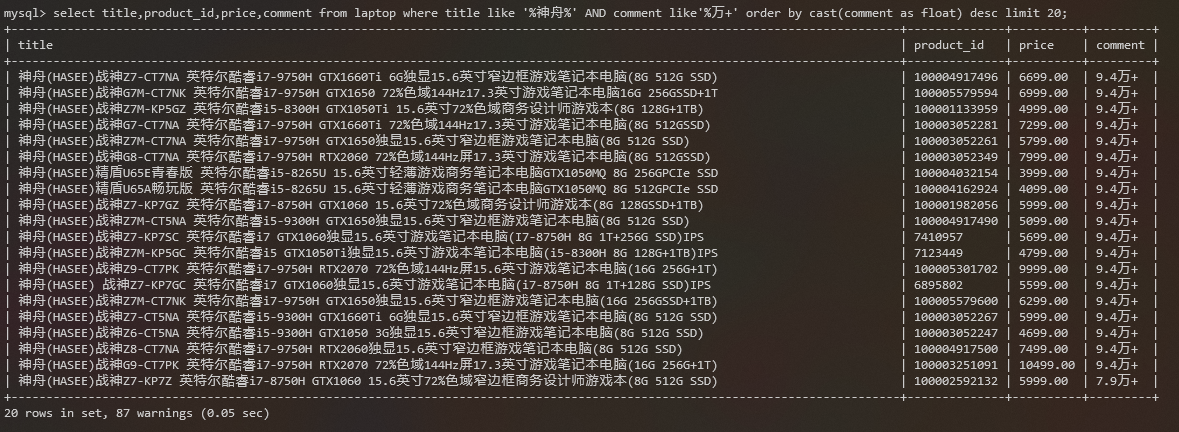 mysql> select title,product_id,price,comment from laptop where title like '%神舟%' AND comment like'%万+' order by cast(comment as float) desc limit 20;
| title | product_id | price | comment |
| 神舟(HASEE)战神Z7-CT7NA 英特尔酷睿i7-9750H GTX1660Ti 6G独显15.6英寸窄边框游戏笔记本电脑(8G 512G SSD) | 100004917496 | 6699.00 | 9.4万+ |
| 神舟(HASEE)战神G7M-CT7NK 英特尔酷睿i7-9750H GTX1650 72%色域144Hz17.3英寸游戏笔记本电脑16G 256GSSD+1T | 100005579594 | 6999.00 | 9.4万+ |
| 神舟(HASEE)战神Z7M-KP5GZ 英特尔酷睿i5-8300H GTX1050Ti 15.6英寸72%色域商务设计师游戏本(8G 128G+1TB) | 100001133959 | 4999.00 | 9.4万+ |
| 神舟(HASEE)战神G7-CT7NA 英特尔酷睿i7-9750H GTX1660Ti 72%色域144Hz17.3英寸游戏笔记本电脑(8G 512GSSD) | 100003052281 | 7299.00 | 9.4万+ |
| 神舟(HASEE)战神Z7M-CT7NA 英特尔酷睿i7-9750H GTX1650独显15.6英寸窄边框游戏笔记本电脑(8G 512G SSD) | 100003052261 | 5799.00 | 9.4万+ |
| 神舟(HASEE)战神G8-CT7NA 英特尔酷睿i7-9750H RTX2060 72%色域144Hz屏17.3英寸游戏笔记本电脑(8G 512GSSD) | 100003052349 | 7999.00 | 9.4万+ |
| 神舟(HASEE)精盾U65E青春版 英特尔酷睿i5-8265U 15.6英寸轻薄游戏商务笔记本电脑GTX1050MQ 8G 256GPCIe SSD | 100004032154 | 3999.00 | 9.4万+ |
| 神舟(HASEE)精盾U65A畅玩版 英特尔酷睿i5-8265U 15.6英寸轻薄游戏商务笔记本电脑GTX1050MQ 8G 512GPCIe SSD | 100004162924 | 4099.00 | 9.4万+ |
| 神舟(HASEE)战神Z7-KP7GZ 英特尔酷睿i7-8750H GTX1060 15.6英寸72%色域商务设计师游戏本(8G 128GSSD+1TB) | 100001982056 | 5999.00 | 9.4万+ |
| 神舟(HASEE)战神Z7M-CT5NA 英特尔酷睿i5-9300H GTX1650独显15.6英寸窄边框游戏笔记本电脑(8G 512G SSD) | 100004917490 | 5099.00 | 9.4万+ |
| 神舟(HASEE)战神Z7-KP7SC 英特尔酷睿i7 GTX1060独显15.6英寸游戏笔记本电脑(I7-8750H 8G 1T+256G SSD)IPS | 7410957 | 5699.00 | 9.4万+ |
| 神舟(HASEE)战神Z7M-KP5GC 英特尔酷睿i5 GTX1050Ti独显15.6英寸游戏本笔记本电脑(i5-8300H 8G 128G+1TB)IPS | 7123449 | 4799.00 | 9.4万+ |
| 神舟(HASEE)战神Z9-CT7PK 英特尔酷睿i7-9750H RTX2070 72%色域144Hz屏15.6英寸游戏笔记本电脑(16G 256G+1T) | 100005301702 | 9999.00 | 9.4万+ |
| 神舟(HASEE) 战神Z7-KP7GC 英特尔酷睿i7 GTX1060独显15.6英寸游戏笔记本电脑(i7-8750H 8G 1T+128G SSD)IPS | 6895802 | 5599.00 | 9.4万+ |
| 神舟(HASEE)战神Z7M-CT7NK 英特尔酷睿i7-9750H GTX1650独显15.6英寸窄边框游戏笔记本电脑(16G 256GSSD+1TB) | 100005579600 | 6299.00 | 9.4万+ |
| 神舟(HASEE)战神Z7-CT5NA 英特尔酷睿i5-9300H GTX1660Ti 6G独显15.6英寸窄边框游戏笔记本电脑(8G 512G SSD) | 100003052267 | 5999.00 | 9.4万+ |
| 神舟(HASEE)战神Z6-CT5NA 英特尔酷睿i5-9300H GTX1050 3G独显15.6英寸窄边框游戏笔记本电脑(8G 512G SSD) | 100003052247 | 4699.00 | 9.4万+ |
| 神舟(HASEE)战神Z8-CT7NA 英特尔酷睿i7-9750H RTX2060独显15.6英寸窄边框游戏笔记本电脑(8G 512G SSD) | 100004917500 | 7499.00 | 9.4万+ |
| 神舟(HASEE)战神G9-CT7PK 英特尔酷睿i7-9750H RTX2070 72%色域144Hz屏17.3英寸游戏笔记本电脑(16G 256G+1T) | 100003251091 | 10499.00 | 9.4万+ |
| 神舟(HASEE)战神Z7-KP7Z 英特尔酷睿i7-8750H GTX1060 15.6英寸72%色域窄边框商务设计师游戏本(8G 512G SSD) | 100002592132 | 5999.00 | 7.9万+ |
20 rows in set, 87 warnings (0.05 sec)